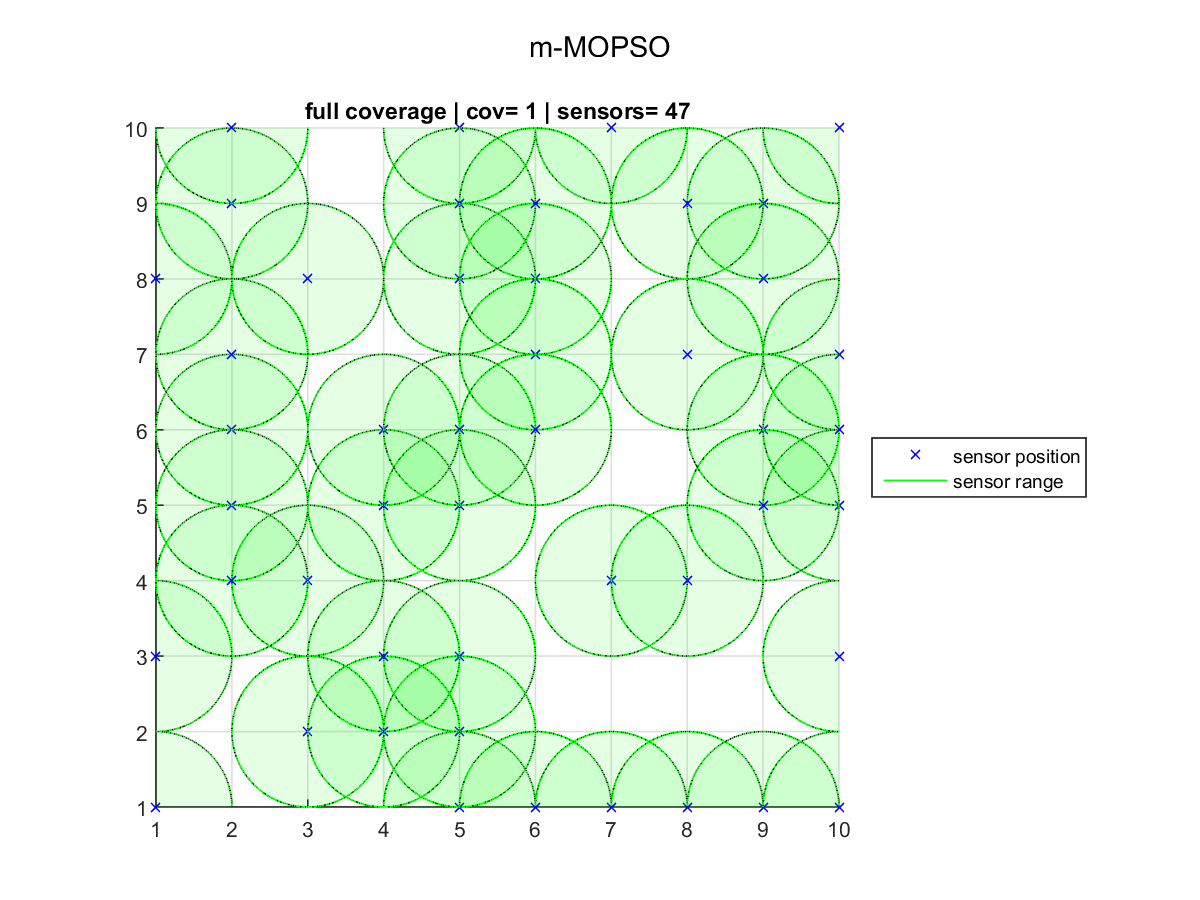 m-MOPSO
full coverage | cov= 1 | sensors= 47
10
9
8
7
6
5
4
3
2
1
1 2 3 4 5 6 7 8 9 10
sensor position
sensor range